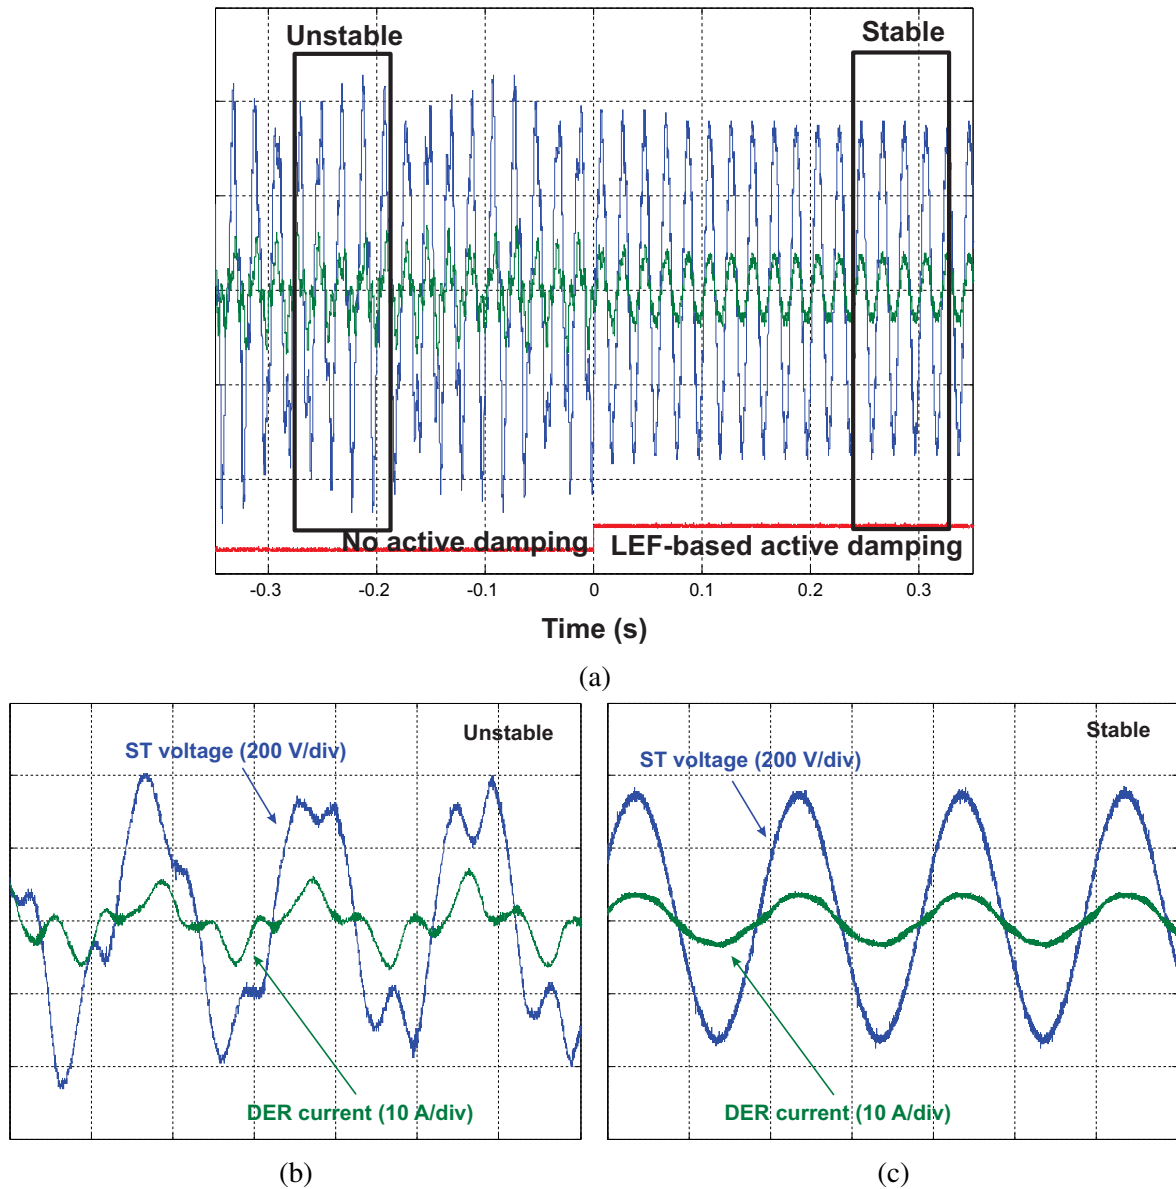 Unstable
Stable
No active damping
LEF-based active damping
-0.3
-0.2
-0.1
0
0.1
0.2
0.3
Time (s)
(a)
Unstable
ST voltage (200 V/div)
DER current (10 A/div)
(b)
Stable
ST voltage (200 V/div)
DER current (10 A/div)
(c)